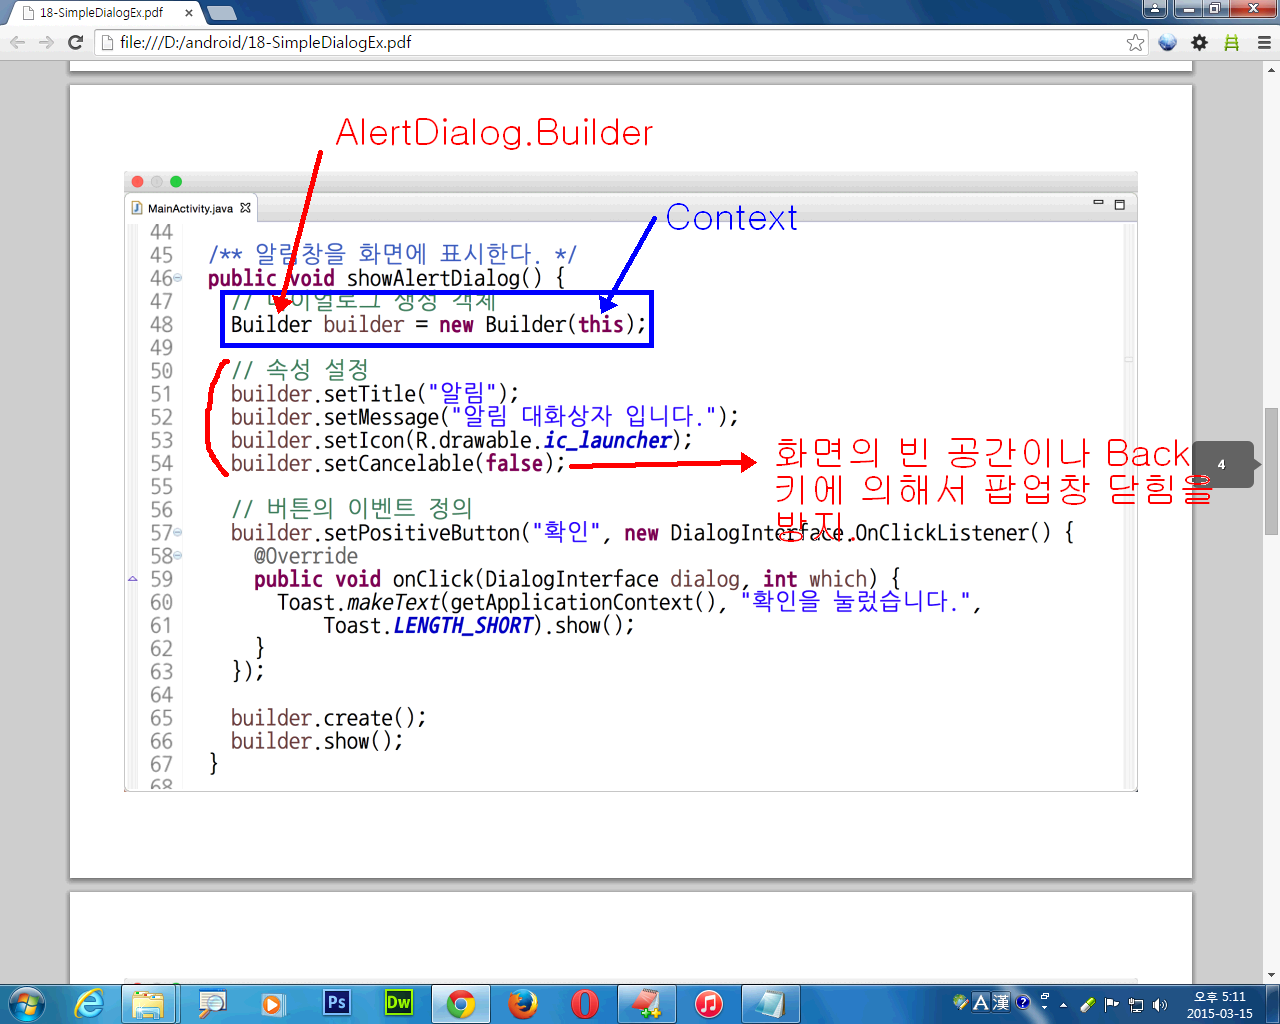 18-SimpleDialogEx.pdf
file:///D:/android/18-SimpleDialogEx.pdf
AlertDialog.Builder
MainActivity.java
Context
44
45 /** 알림창을 화면에 표시한다. */
46 public void showAlertDialog() {
47 // 다이얼로그 생성 객체
48 Builder builder = new Builder(this);
49
50 // 속성 설정
51 builder.setTitle("알림");
52 builder.setMessage("알림 대화상자 입니다.");
53 builder.setIcon(R.drawable.ic_launcher);
54 builder.setCancelable(false);
화면의 빈 공간이나 Back
키에 의해서 팝업창 닫힘을
방지.
4
55
56 // 버튼의 이벤트 정의
57 builder.setPositiveButton("확인", new DialogInterface.OnClickListener() {
58 @Override
59 public void onClick(DialogInterface dialog, int which) {
60 Toast.makeText(getApplicationContext(), "확인을 눌렀습니다.",
61 Toast.LENGTH_SHORT).show();
62 }
63 });
64
65 builder.create();
66 builder.show();
67 }
68
Ps
Dw
A 漢
오후 5:11
2015-03-15